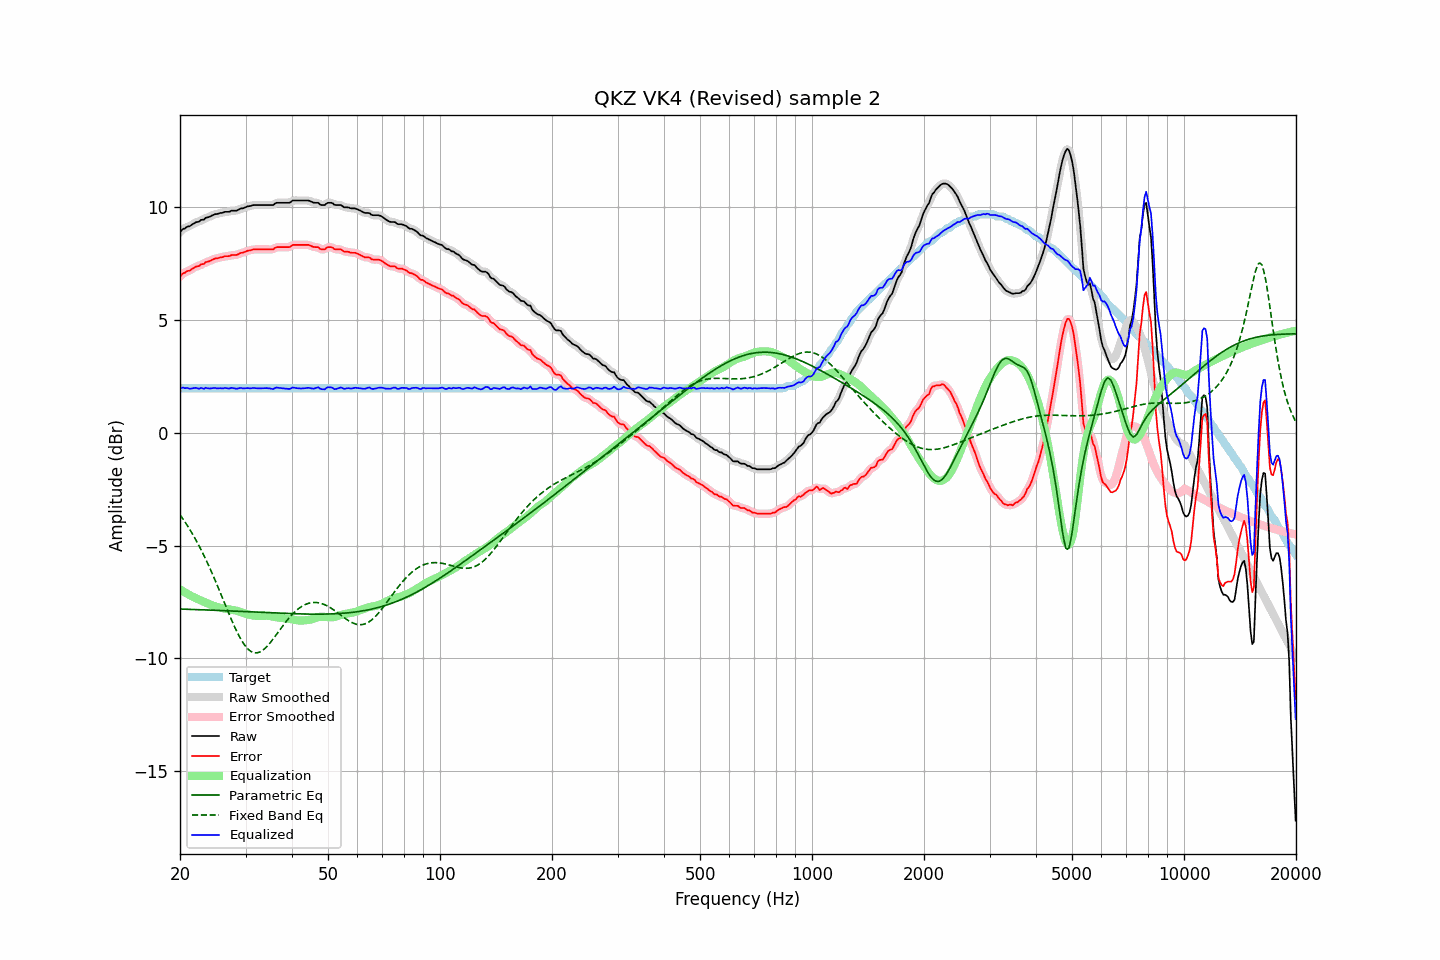 QKZ VK4 (Revised) sample 2
Amplitude (dBr)
10
5
0
−5
−10
−15
Target
Raw Smoothed
Error Smoothed
Raw
Error
Equalization
Parametric Eq
Fixed Band Eq
Equalized
20 50 100 200 500 1000 2000 5000 10000 20000
Frequency (Hz)